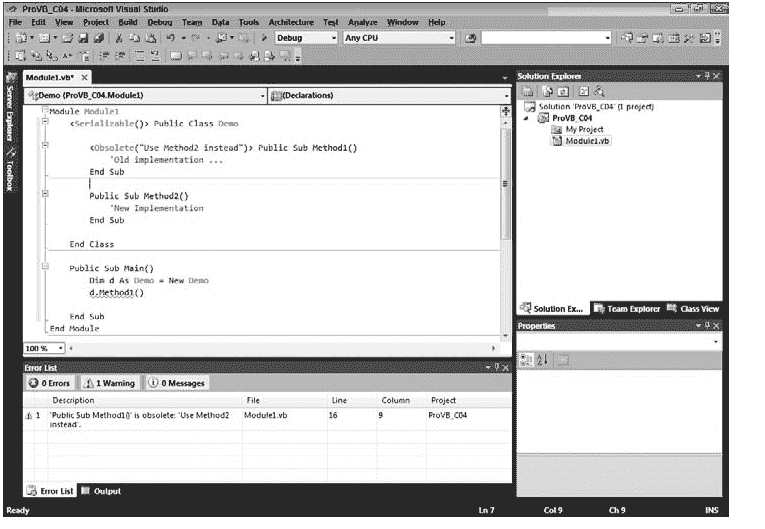 ProVB_C04 - Microsoft Visual Studio
File Edit View Project Build Debug Team Data Tools Architecture Test Analyze Window Help
Debug Any CPU
Server Explorer
Toolbox
Module1.vb* ×
Demo (ProVB_C04.Module1) (Declarations)
Module Module1
<Serializable()> Public Class Demo
<Obsolete("Use Method2 instead")> Public Sub Method1()
'Old implementation ...
End Sub
Public Sub Method2()
'New Implementation
End Sub
End Class
Public Sub Main()
Dim d As Demo = New Demo
d.Method1()
End Sub
End Module
100 %
Solution Explorer
Solution 'ProVB_C04' (1 project)
ProVB_C04
My Project
Module1.vb
Solution Ex... Team Explorer Class View
Properties
Error List
0 Errors 1 Warning 0 Messages
Description File Line Column Project
1 'Public Sub Method1()' is obsolete: 'Use Method2 instead'. Module1.vb 16 9 ProVB_C04
Error List Output
Ready Ln 7 Col 9 Ch 9 INS